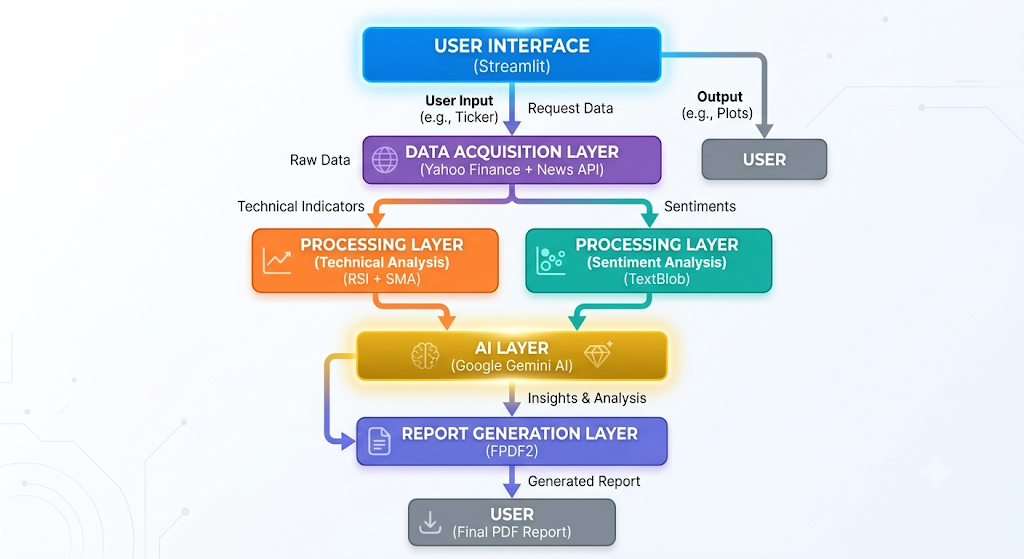 USER INTERFACE
(Streamlit)
User Input
(e.g., Ticker)
Request Data
Output
(e.g., Plots)
USER
Raw Data
DATA ACQUISITION LAYER
(Yahoo Finance + News API)
Technical Indicators
Sentiments
PROCESSING LAYER
(Technical Analysis)
(RSI + SMA)
PROCESSING LAYER
(Sentiment Analysis)
(TextBlob)
AI LAYER
(Google Gemini AI)
Insights & Analysis
REPORT GENERATION LAYER
(FPDF2)
Generated Report
USER
(Final PDF Report)